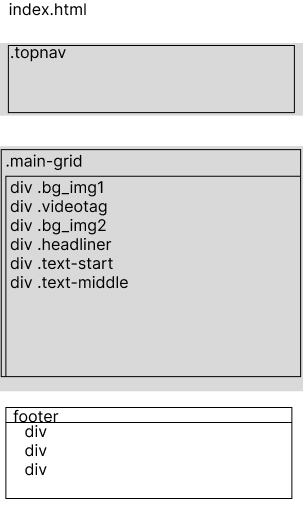 index.html
.topnav
.main-grid
div .bg_img1
div .videotag
div .bg_img2
div .headliner
div .text-start
div .text-middle
footer
div
div
div